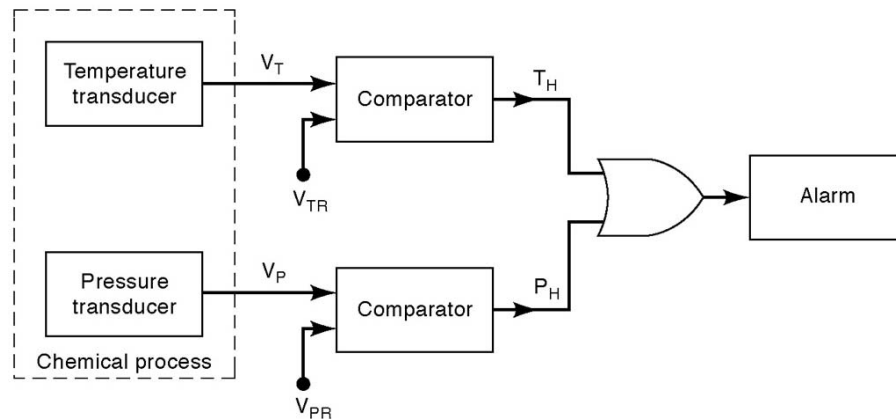 Temperature
transducer
V_T
Comparator
T_H
V_TR
Alarm
Pressure
transducer
V_P
Comparator
P_H
V_PR
Chemical process